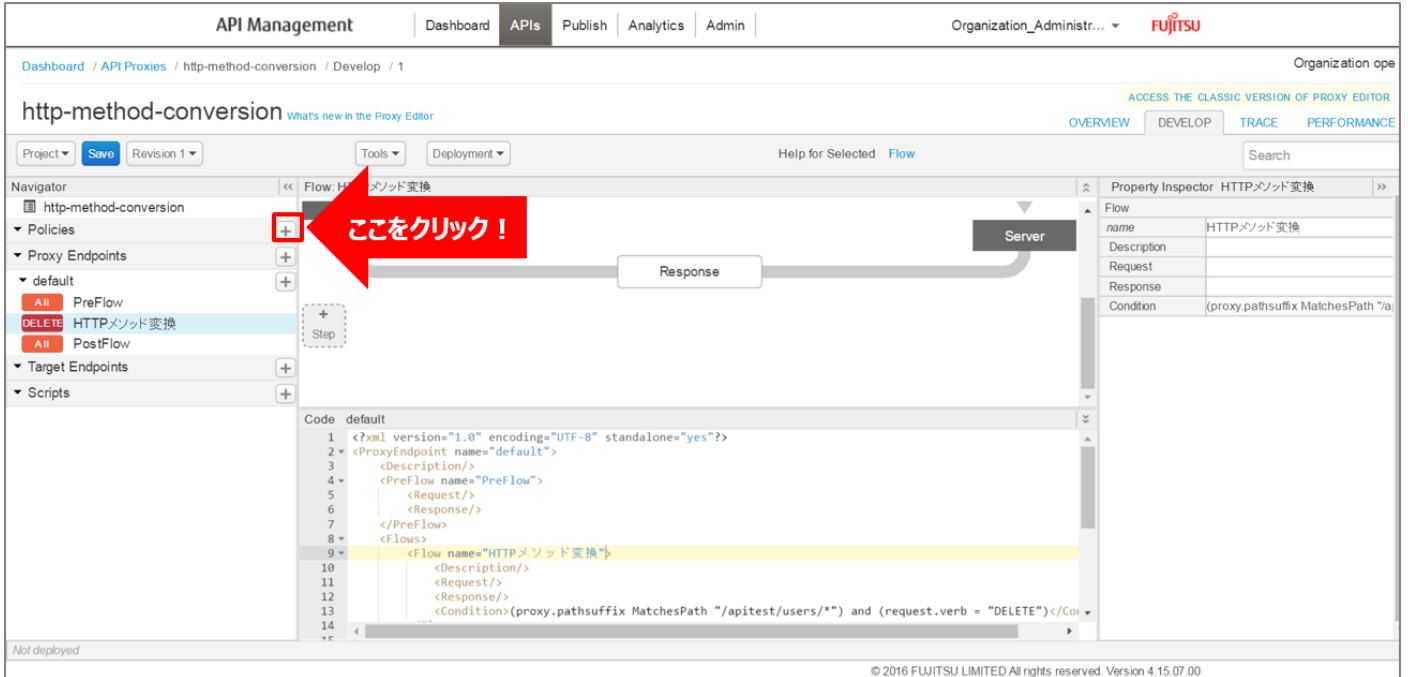 API Management Dashboard APIs Publish Analytics Admin Organization_Administr... FUJITSU
Dashboard / API Proxies / http-method-conversion / Develop / 1 Organization ope
ACCESS THE CLASSIC VERSION OF PROXY EDITOR
http-method-conversion What's new in the Proxy Editor OVERVIEW DEVELOP TRACE PERFORMANCE
Project Save Revision 1 Tools Deployment Help for Selected Flow Search
Navigator
http-method-conversion
Policies
Proxy Endpoints
default
All PreFlow
DELETE HTTPメソッド変換
All PostFlow
Target Endpoints
Scripts
Flow: HTTPメソッド変換
ここをクリック！
Server
Response
+
Step
Property Inspector HTTPメソッド変換
Flow
name HTTPメソッド変換
Description
Request
Response
Condition (proxy.pathsuffix MatchesPath "/a
Code default
1 <?xml version="1.0" encoding="UTF-8" standalone="yes"?>
2 <ProxyEndpoint name="default">
3 <Description/>
4 <PreFlow name="PreFlow">
5 <Request/>
6 <Response/>
7 </PreFlow>
8 <Flows>
9 <Flow name="HTTPメソッド変換">
10 <Description/>
11 <Request/>
12 <Response/>
13 <Condition>(proxy.pathsuffix MatchesPath "/apitest/users/*") and (request.verb = "DELETE")</Co
14
Not deployed
© 2016 FUJITSU LIMITED All rights reserved. Version 4.15.07.00